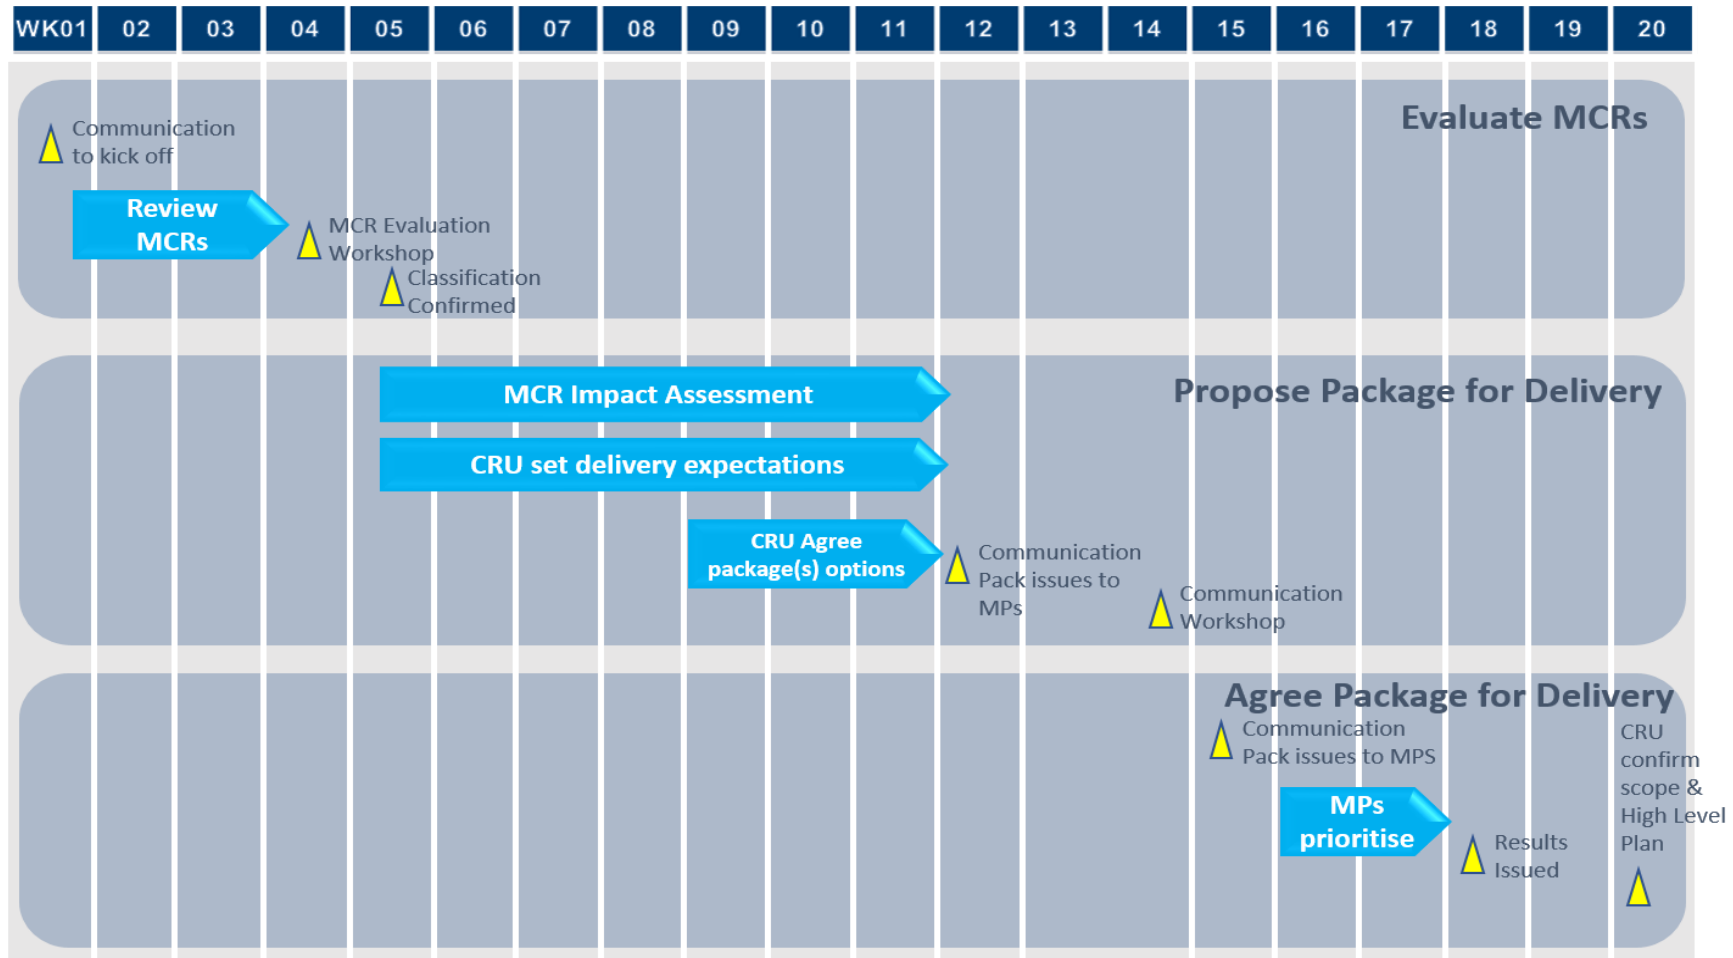 WK01 02 03 04 05 06 07 08 09 10 11 12 13 14 15 16 17 18 19 20
Evaluate MCRs
Communication
to kick off
Review
MCRs
MCR Evaluation
Workshop
Classification
Confirmed
Propose Package for Delivery
MCR Impact Assessment
CRU set delivery expectations
CRU Agree
package(s) options
Communication
Pack issues to
MPs
Communication
Workshop
Agree Package for Delivery
Communication
Pack issues to MPS
MPs
prioritise
Results
Issued
CRU
confirm
scope &
High Level
Plan